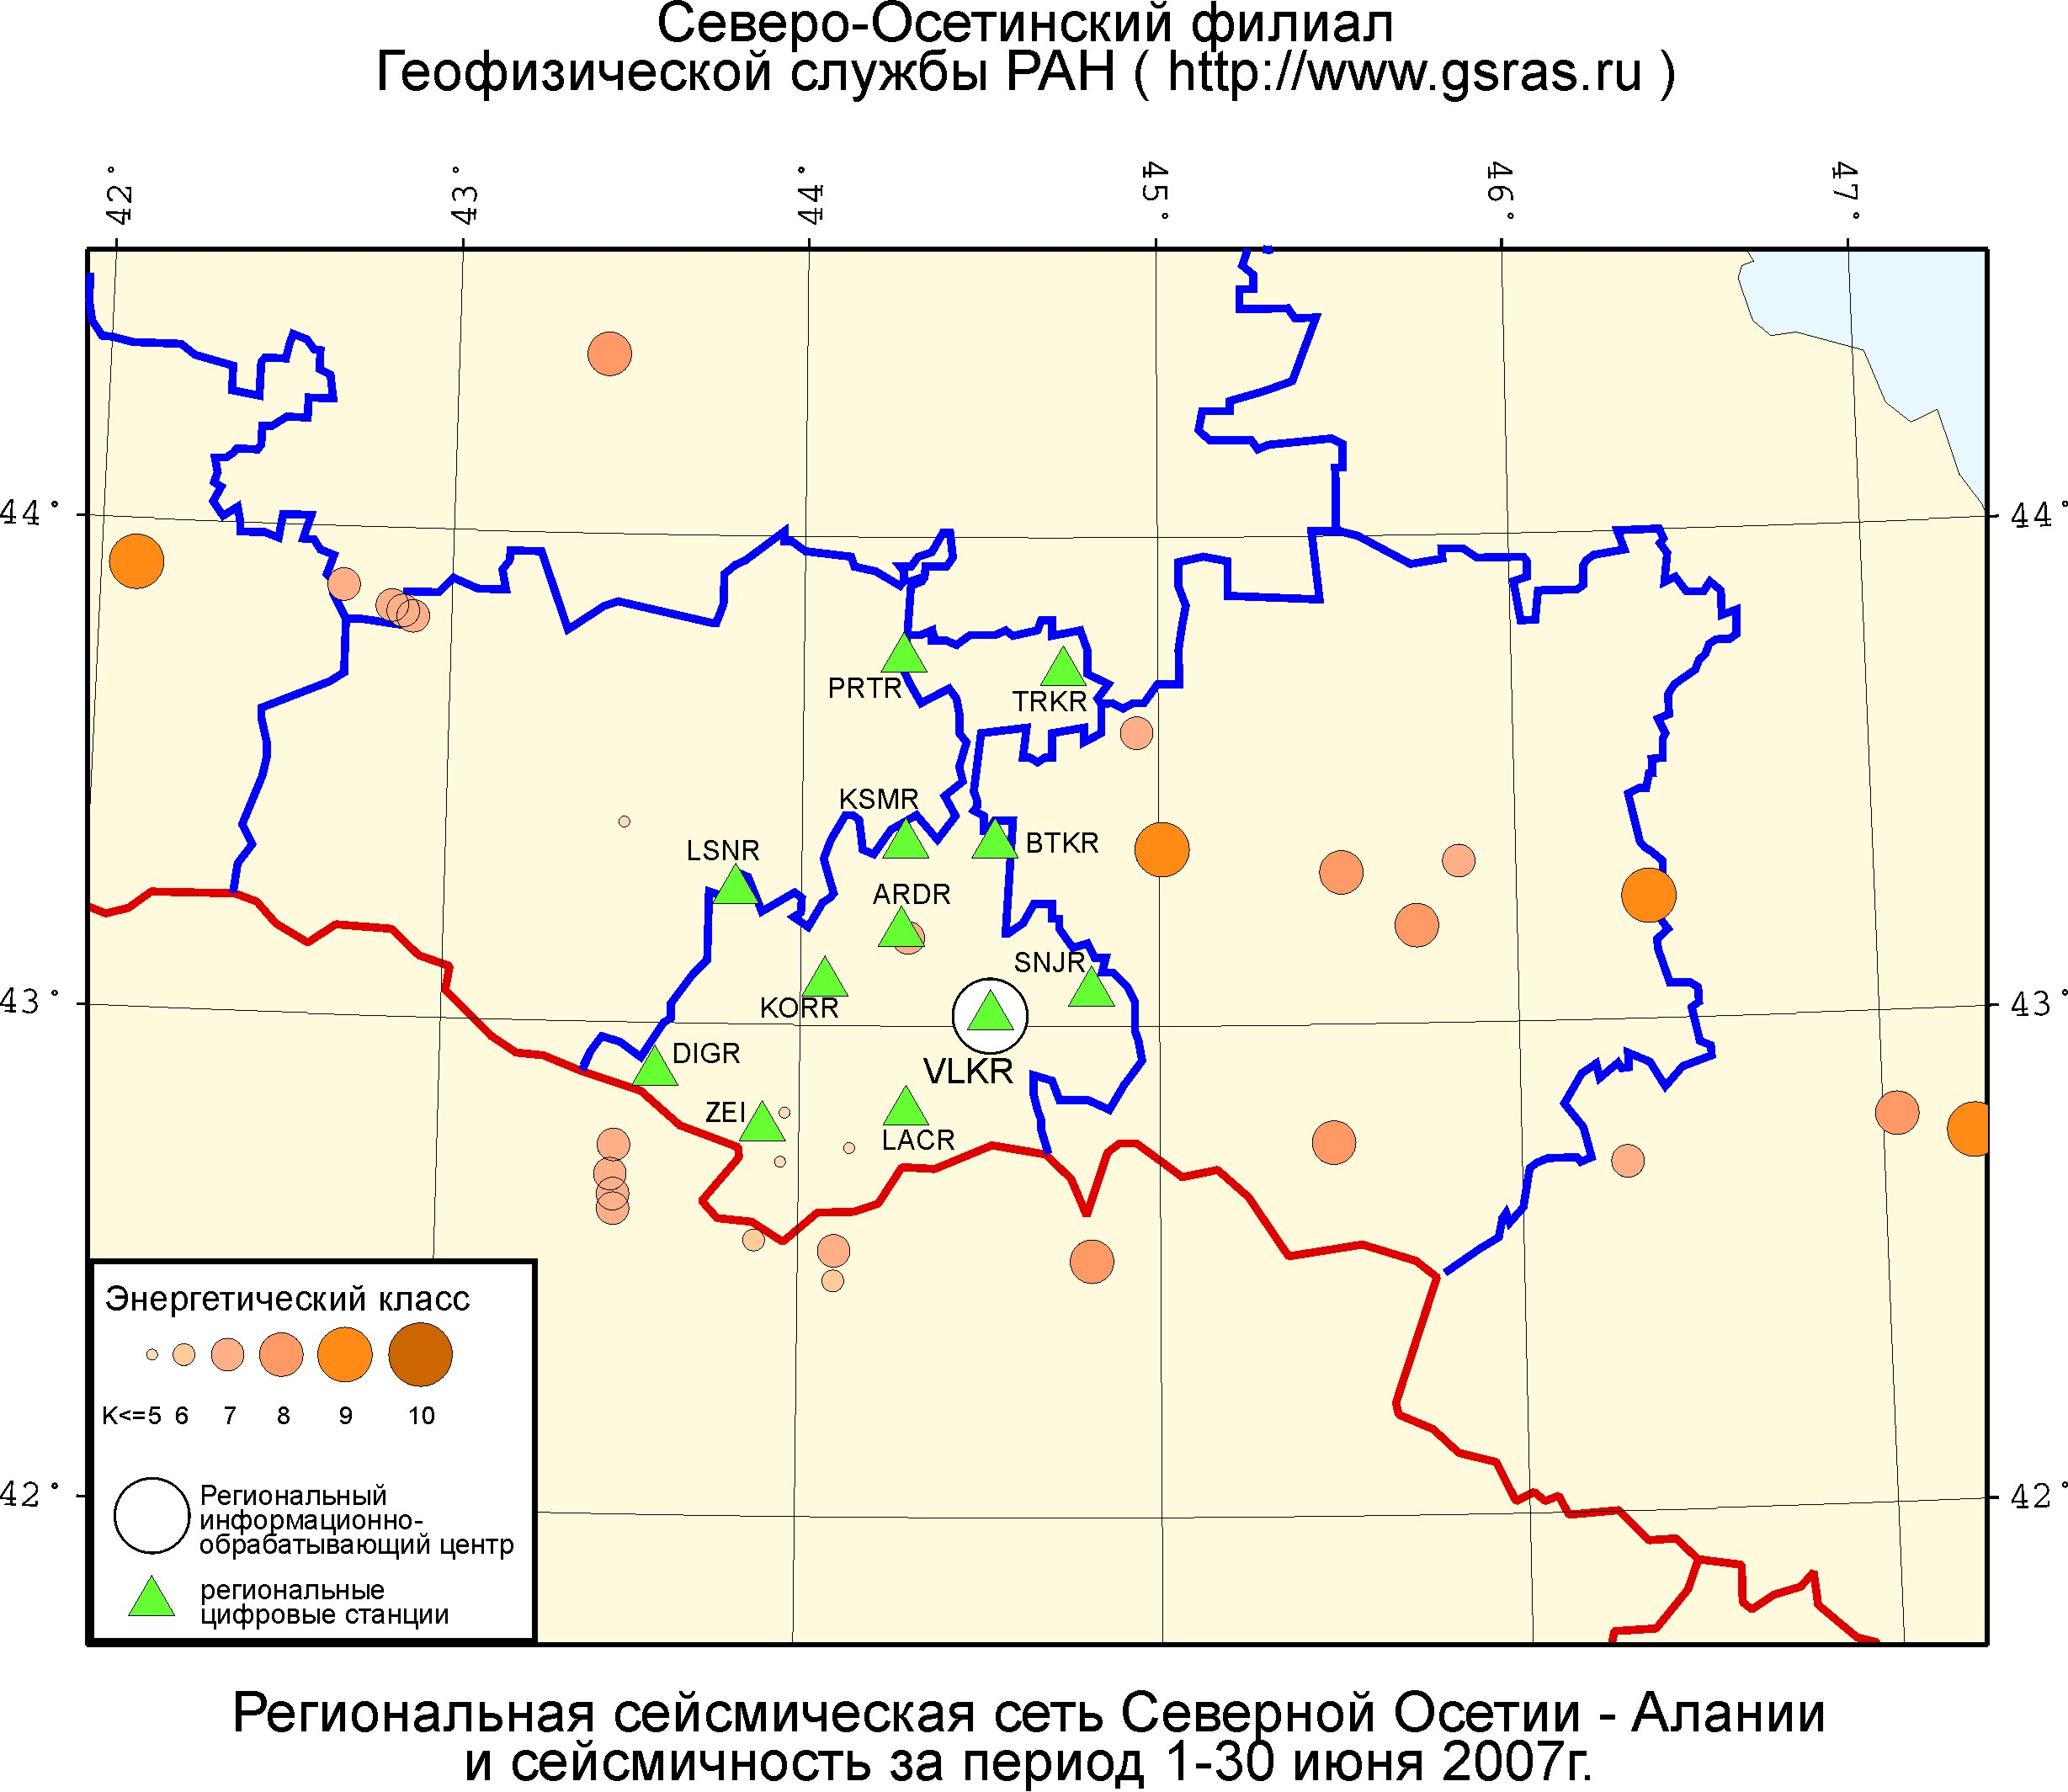 Северо-Осетинский филиал
Геофизической службы РАН ( http://www.gsras.ru )
42° 43° 44° 45° 46° 47°
44° 44°
PRTR
TRKR
KSMR
BTKR
LSNR
ARDR
SNJR
43° 43°
KORR
DIGR
VLKR
ZEI
LACR
Энергетический класс
K<=5 6 7 8 9 10
42° 42°
Региональный
информационно-
обрабатывающий центр
региональные
цифровые станции
Региональная сейсмическая сеть Северной Осетии - Алании
и сейсмичность за период 1-30 июня 2007г.